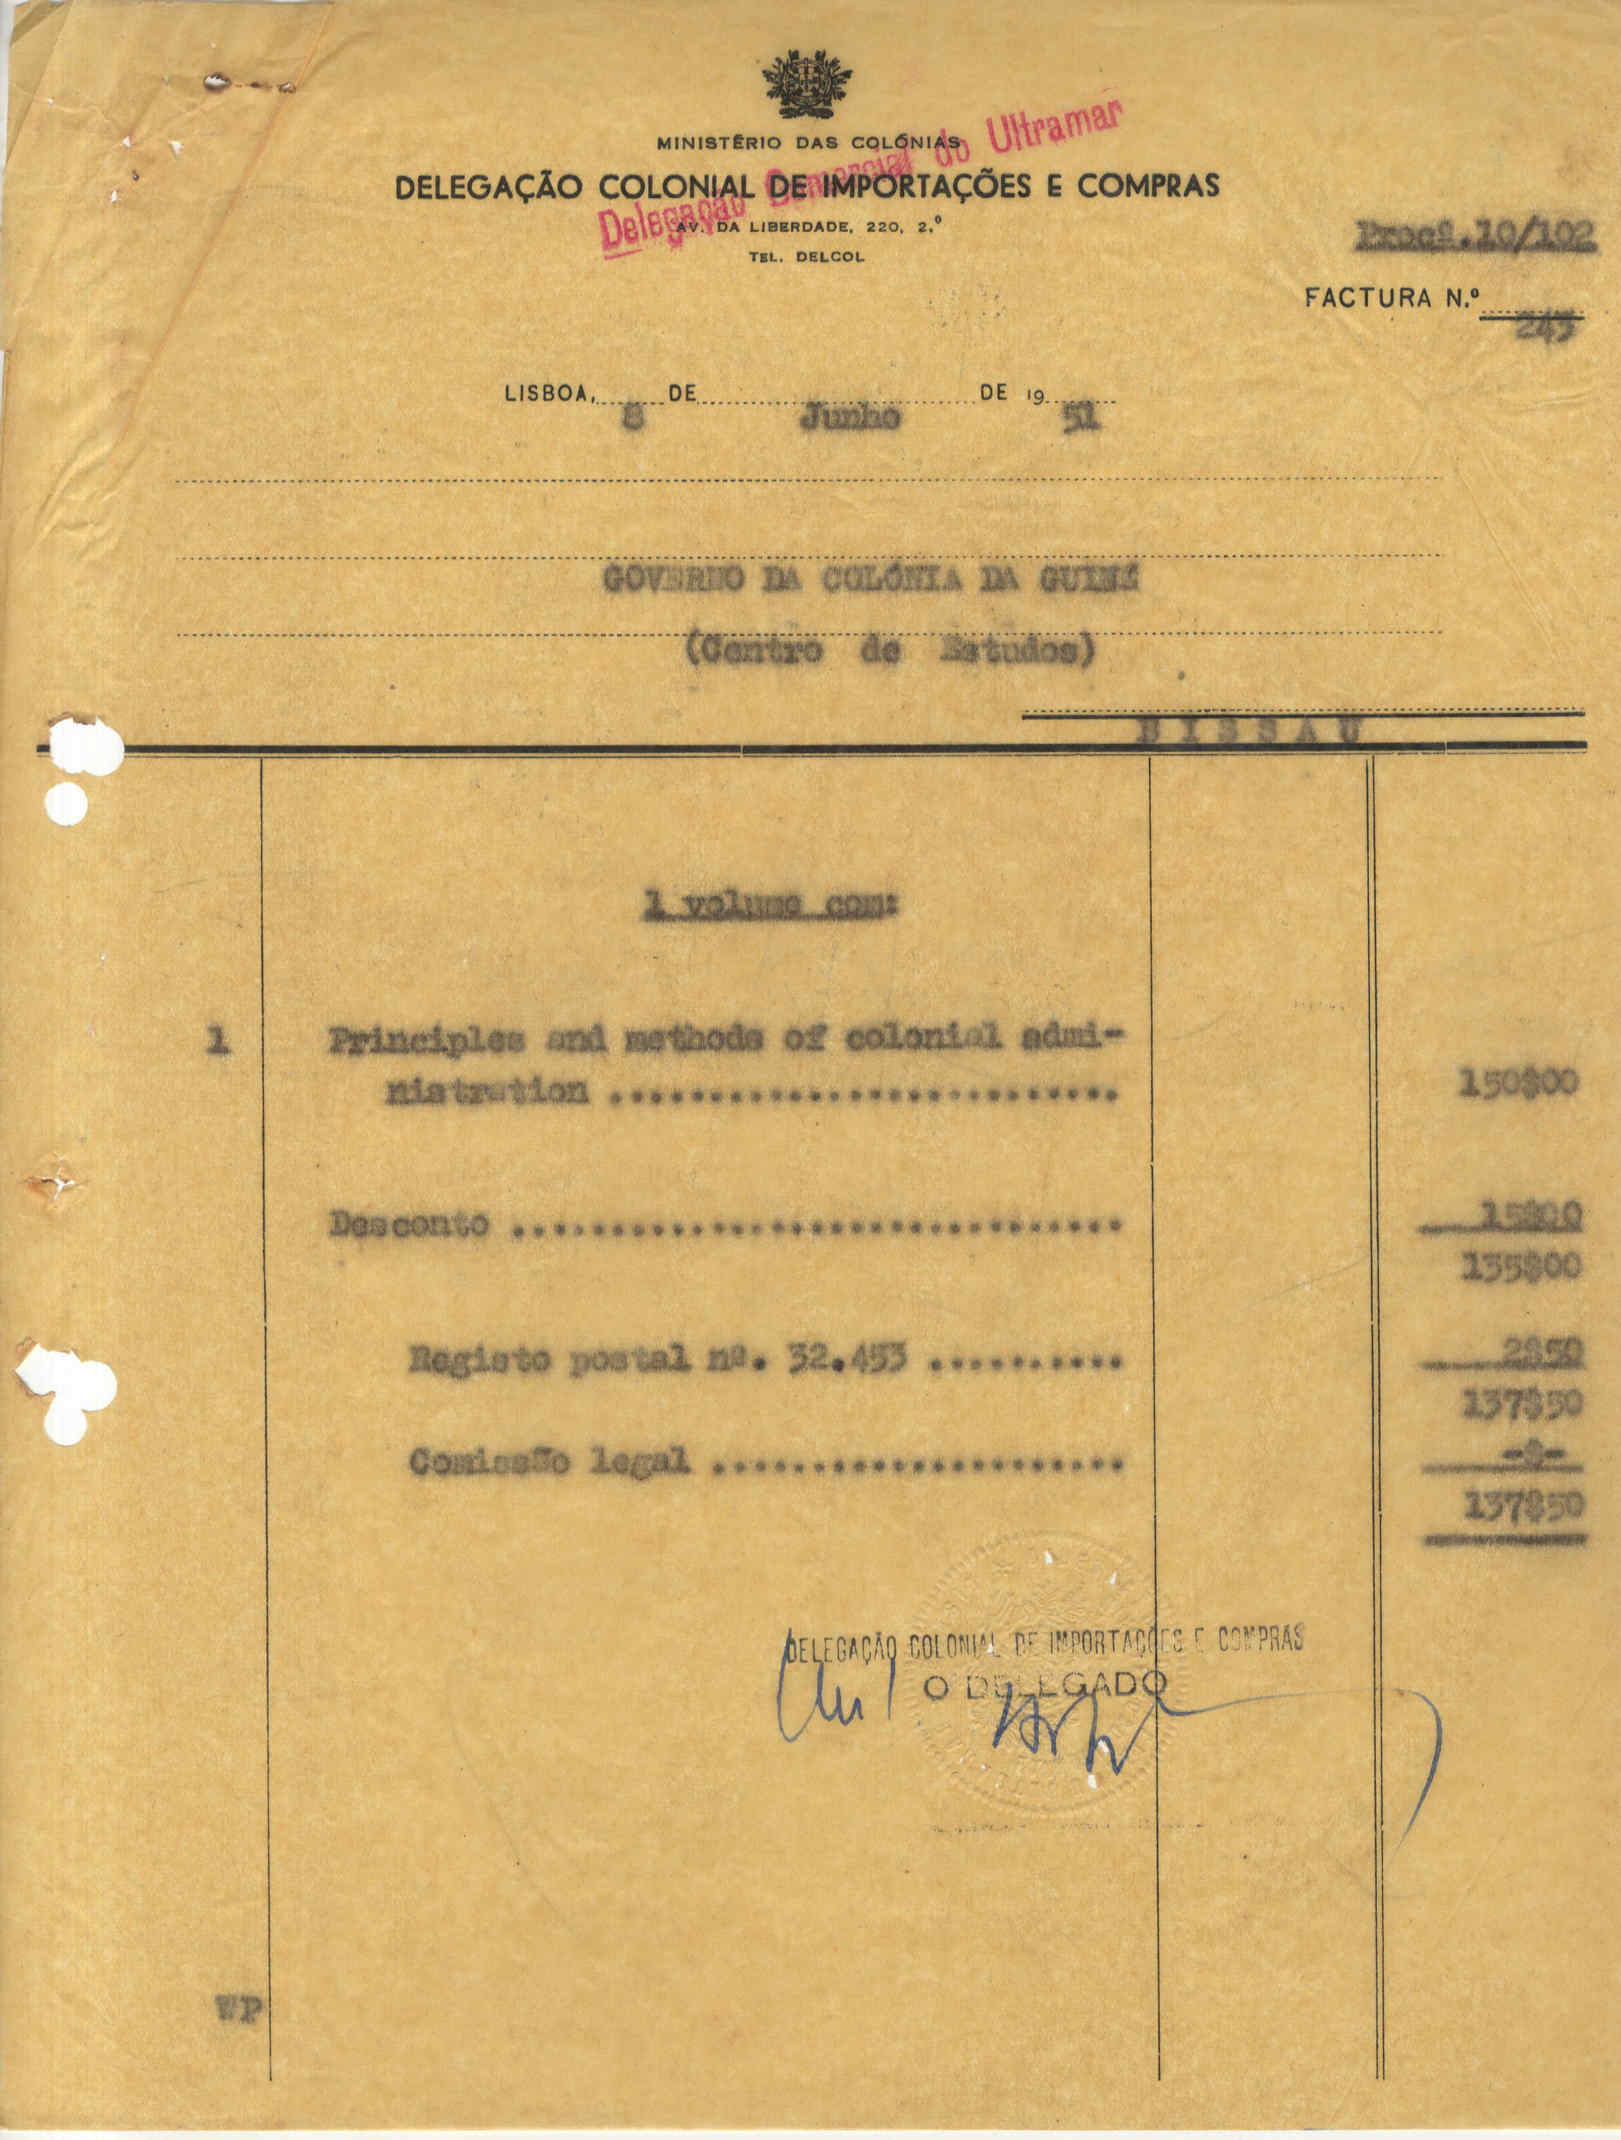 MINISTÉRIO DAS COLÓNIAS
DELEGAÇÃO COLONIAL DE IMPORTAÇÕES E COMPRAS
Delegação Comercial do Ultramar
AV. DA LIBERDADE, 220, 2.º
TEL. DELCOL
Procº.10/102
FACTURA N.º 243
LISBOA, 8 DE Junho DE 1951
GOVERNO DA COLÓNIA DA GUINÉ
(Centro de Estudos)
BISSAU
1 volume com:
1 Principles and methods of colonial admi-
nistration ........................... 150$00
Desconto ............................... 15$00
135$00
Registo postal nº. 32.453 .......... 2$50
137$50
Comissão legal ..................... -$-
137$50
DELEGAÇÃO COLONIAL DE IMPORTAÇÕES E COMPRAS
O DELEGADO
WP